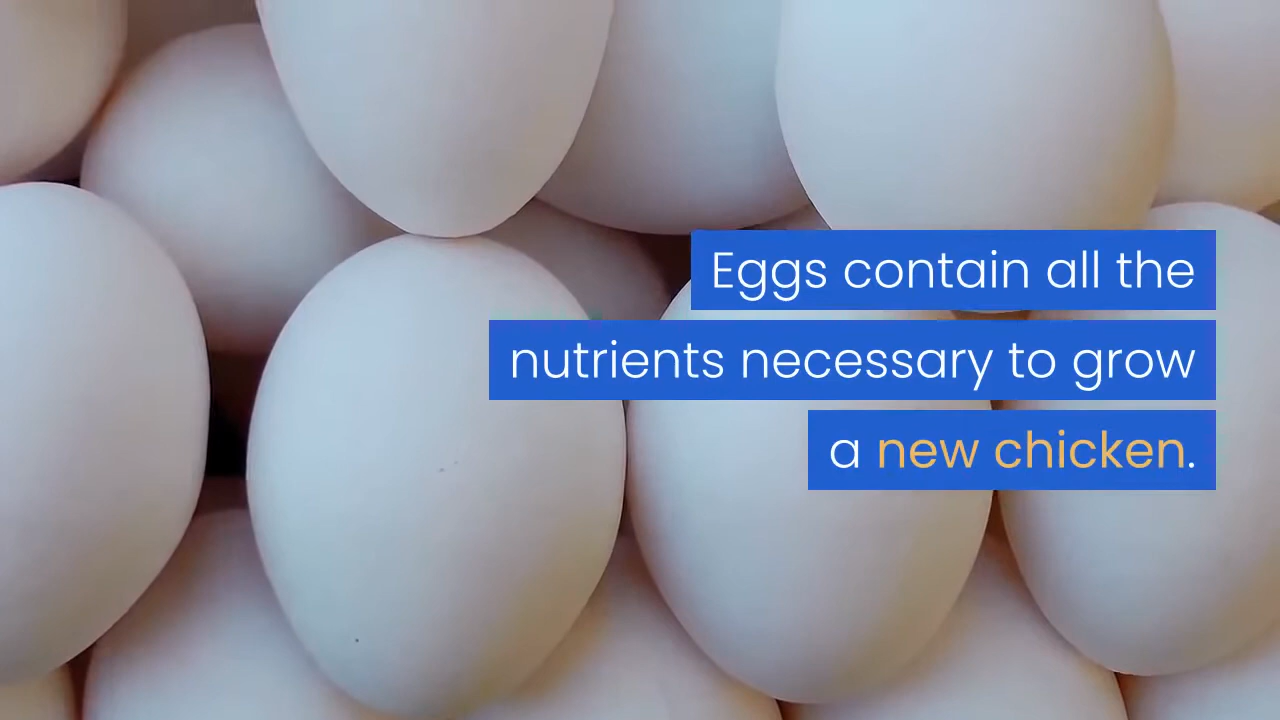 Eggs contain all the
nutrients necessary to grow
a new chicken.